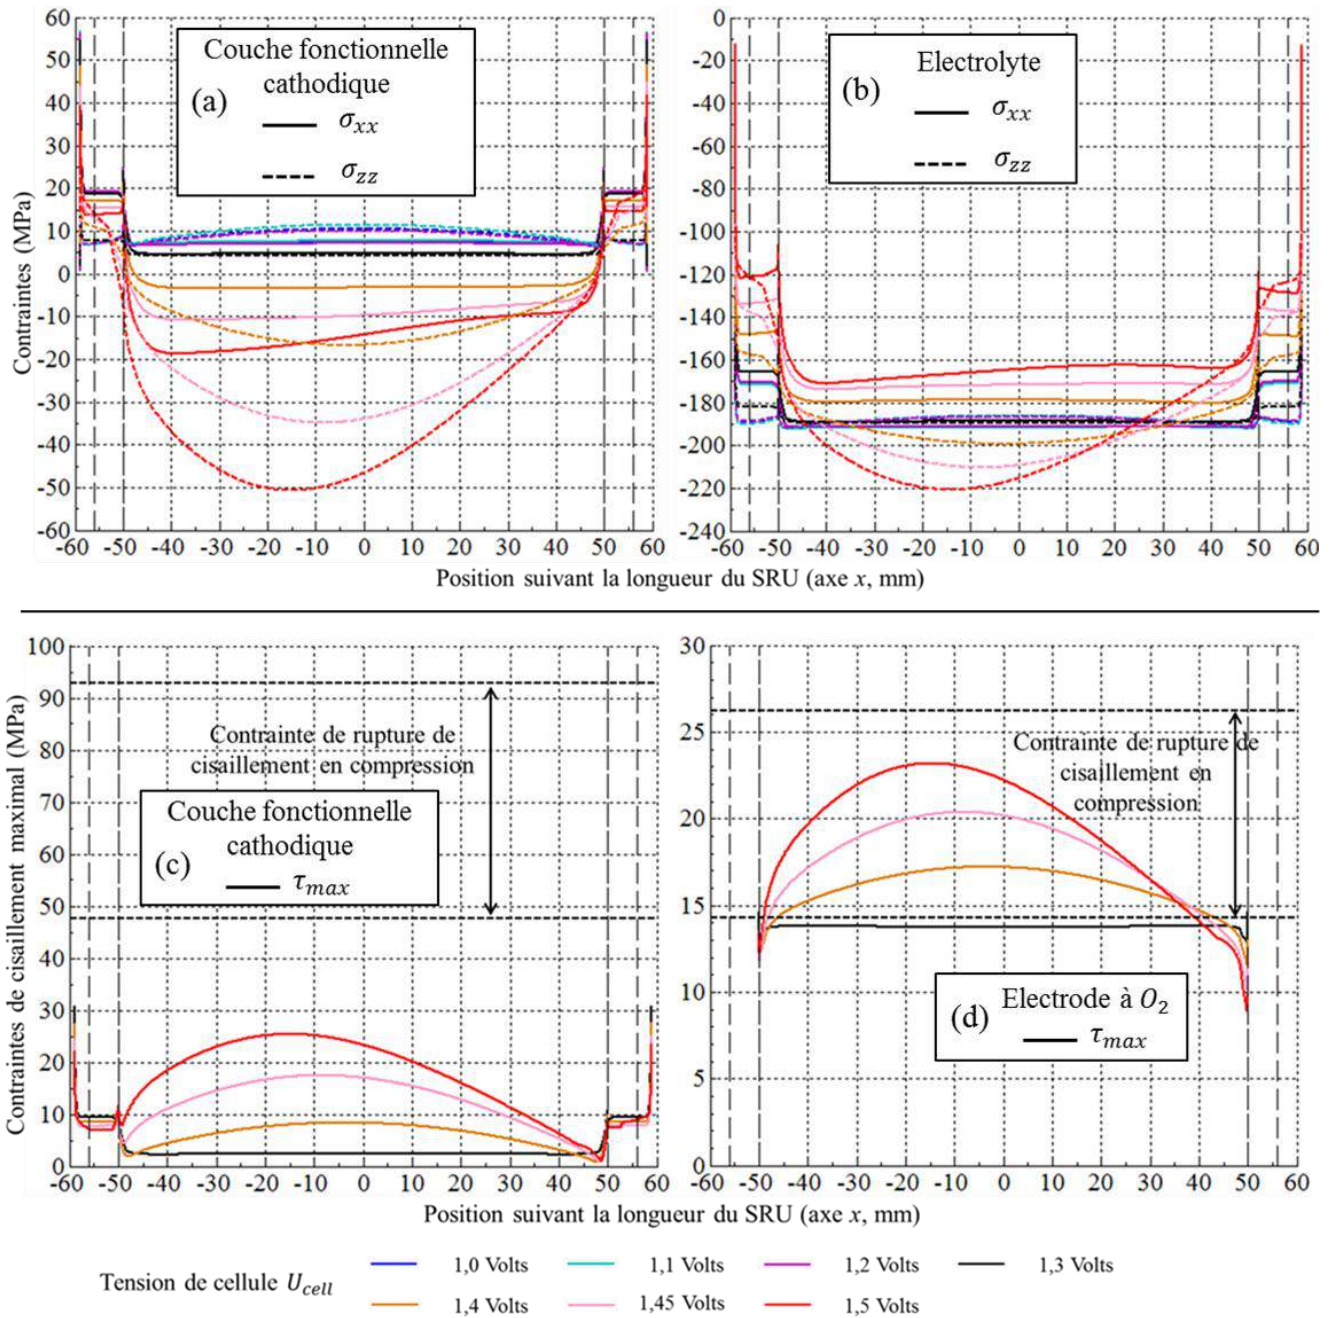 60
50
40
30
20
10
0
-10
-20
-30
-40
-50
-60
Contraintes (MPa)
Couche fonctionnelle
cathodique
(a)
σxx
σzz
-60 -50 -40 -30 -20 -10 0 10 20 30 40 50 60
0
-20
-40
-60
-80
-100
-120
-140
-160
-180
-200
-220
-240
Electrolyte
(b)
σxx
σzz
-60 -50 -40 -30 -20 -10 0 10 20 30 40 50 60
Position suivant la longueur du SRU (axe x, mm)
100
90
80
70
60
50
40
30
20
10
0
Contraintes de cisaillement maximal (MPa)
Contrainte de rupture de
cisaillement en compression
Couche fonctionnelle
cathodique
(c)
τmax
-60 -50 -40 -30 -20 -10 0 10 20 30 40 50 60
30
25
20
15
10
5
0
Contrainte de rupture de
cisaillement en
compression
Electrode à O2
(d)
τmax
-60 -50 -40 -30 -20 -10 0 10 20 30 40 50 60
Position suivant la longueur du SRU (axe x, mm)
Tension de cellule Ucell
1,0 Volts
1,1 Volts
1,2 Volts
1,3 Volts
1,4 Volts
1,45 Volts
1,5 Volts